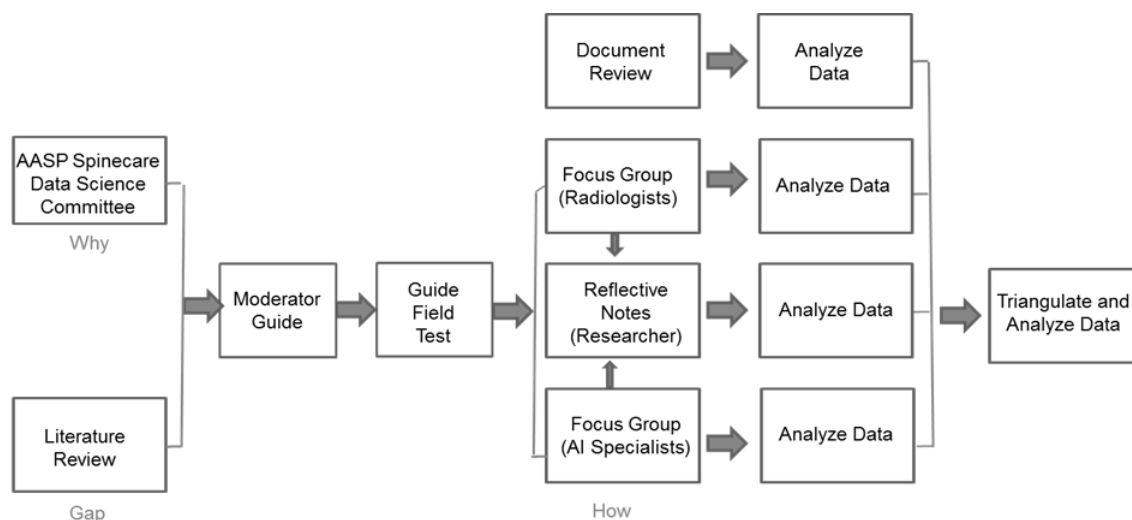 Document
Review
Analyze
Data
AASP Spinecare
Data Science
Committee
Why
Focus Group
(Radiologists)
Analyze Data
Moderator
Guide
Guide
Field
Test
Reflective
Notes
(Researcher)
Analyze Data
Triangulate and
Analyze Data
Literature
Review
Gap
Focus Group
(AI Specialists)
Analyze Data
How